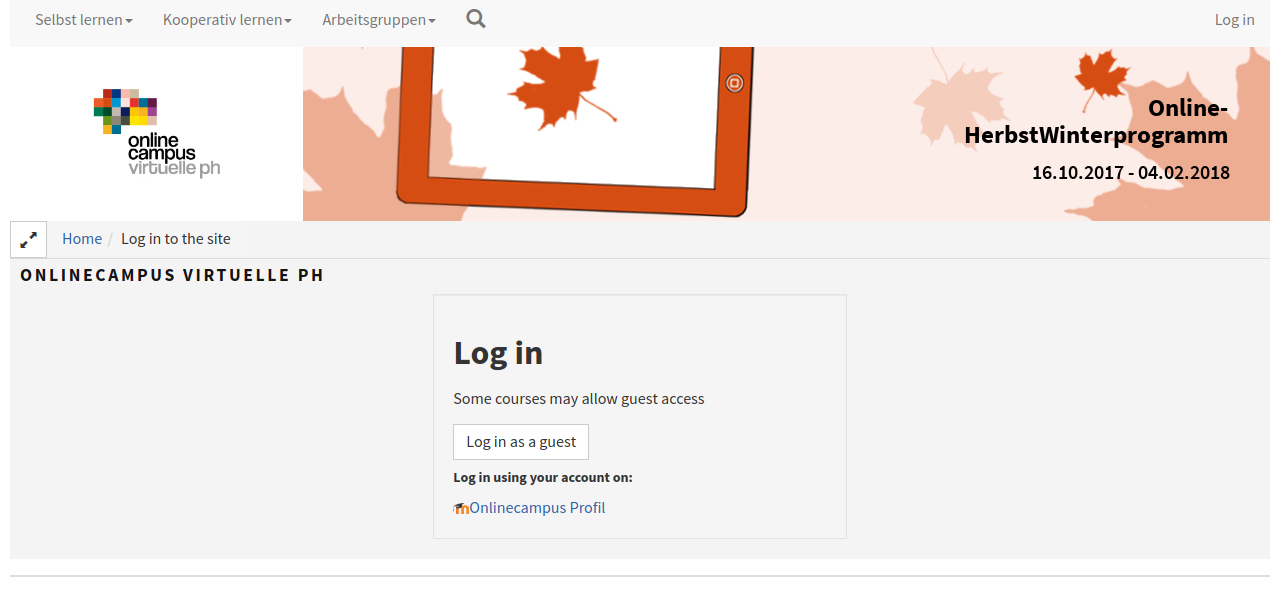 Selbst lernen Kooperativ lernen Arbeitsgruppen Log in
online
campus
virtuelle ph
Online-
HerbstWinterprogramm
16.10.2017 - 04.02.2018
Home / Log in to the site
ONLINECAMPUS VIRTUELLE PH
Log in
Some courses may allow guest access
Log in as a guest
Log in using your account on:
Onlinecampus Profil